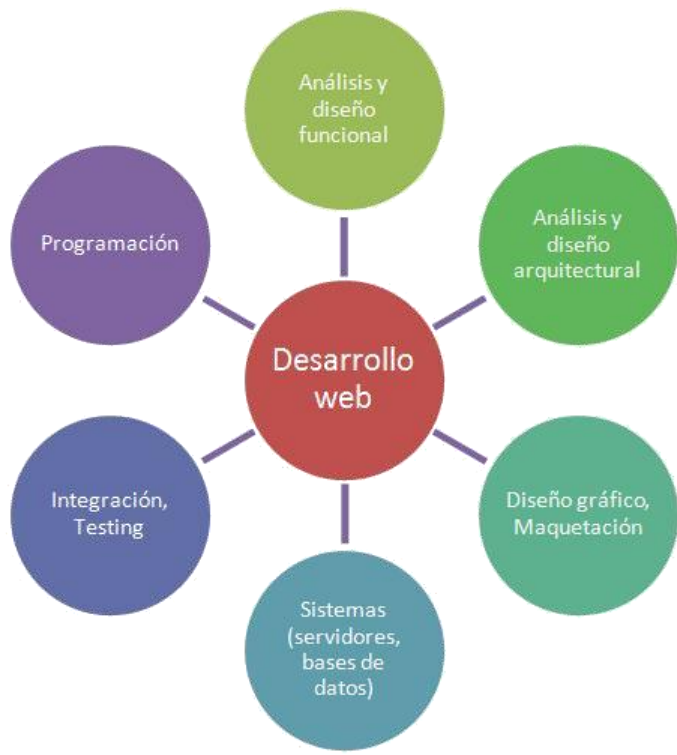 Análisis y
diseño
funcional
Análisis y
diseño
arquitectural
Diseño gráfico,
Maquetación
Sistemas
(servidores,
bases de
datos)
Integración,
Testing
Programación
Desarrollo
web